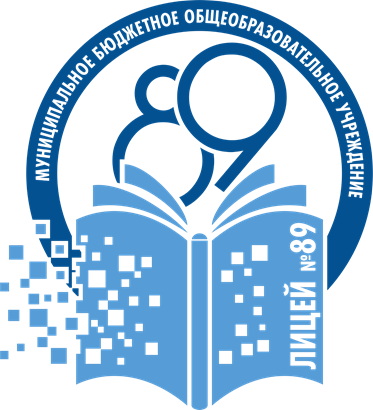 МУНИЦИПАЛЬНОЕ БЮДЖЕТНОЕ ОБЩЕОБРАЗОВАТЕЛЬНОЕ УЧРЕЖДЕНИЕ
89
ЛИЦЕЙ №89